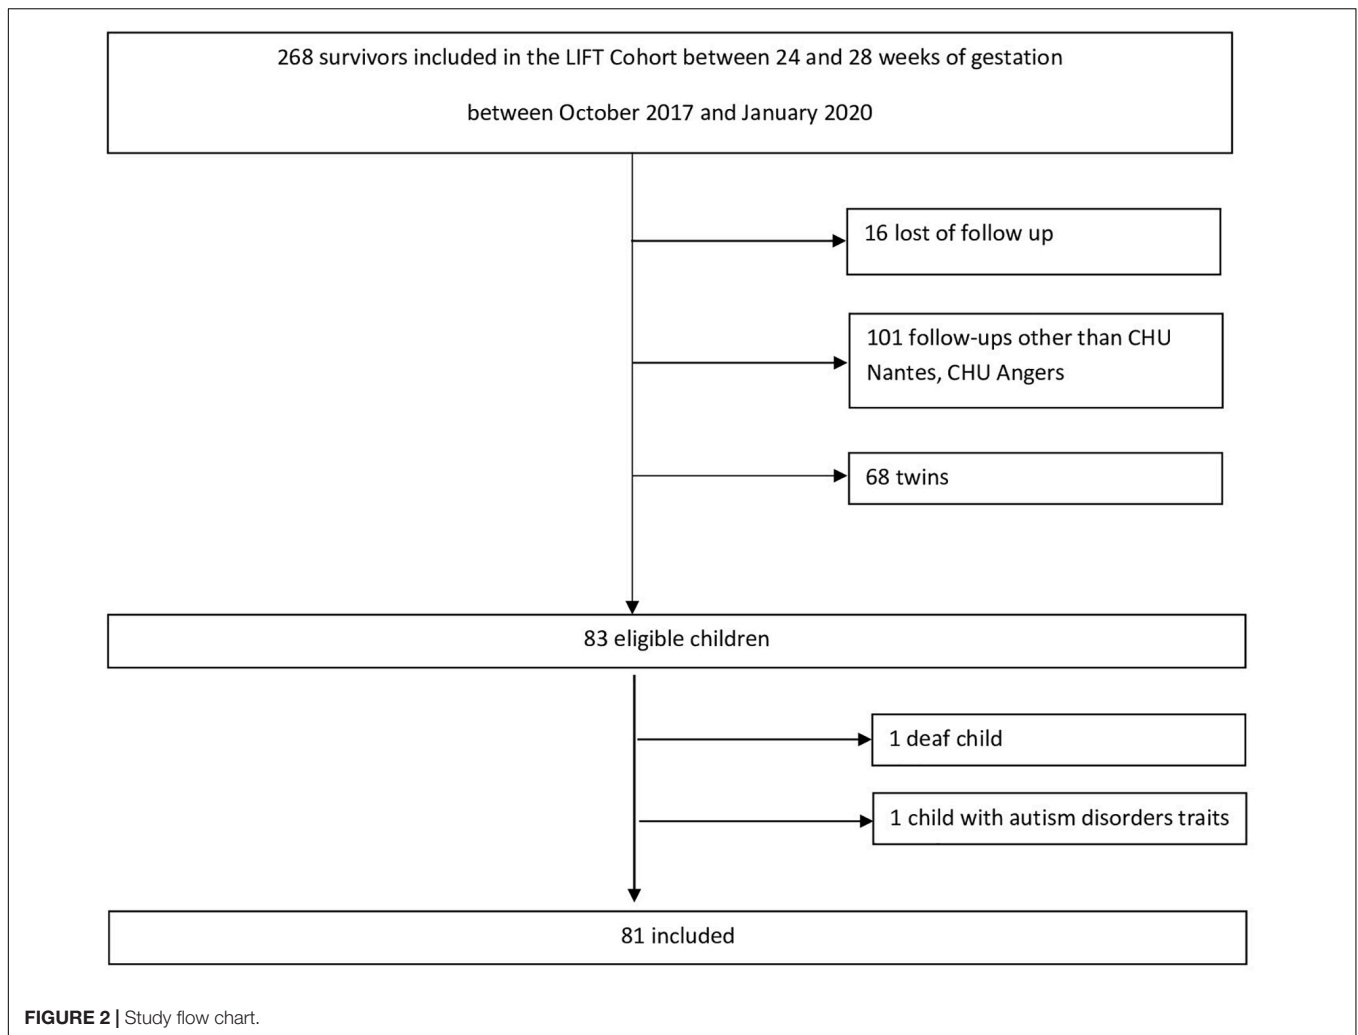 268 survivors included in the LIFT Cohort between 24 and 28 weeks of gestation
between October 2017 and January 2020
16 lost of follow up
101 follow-ups other than CHU
Nantes, CHU Angers
68 twins
83 eligible children
1 deaf child
1 child with autism disorders traits
81 included
FIGURE 2 | Study flow chart.